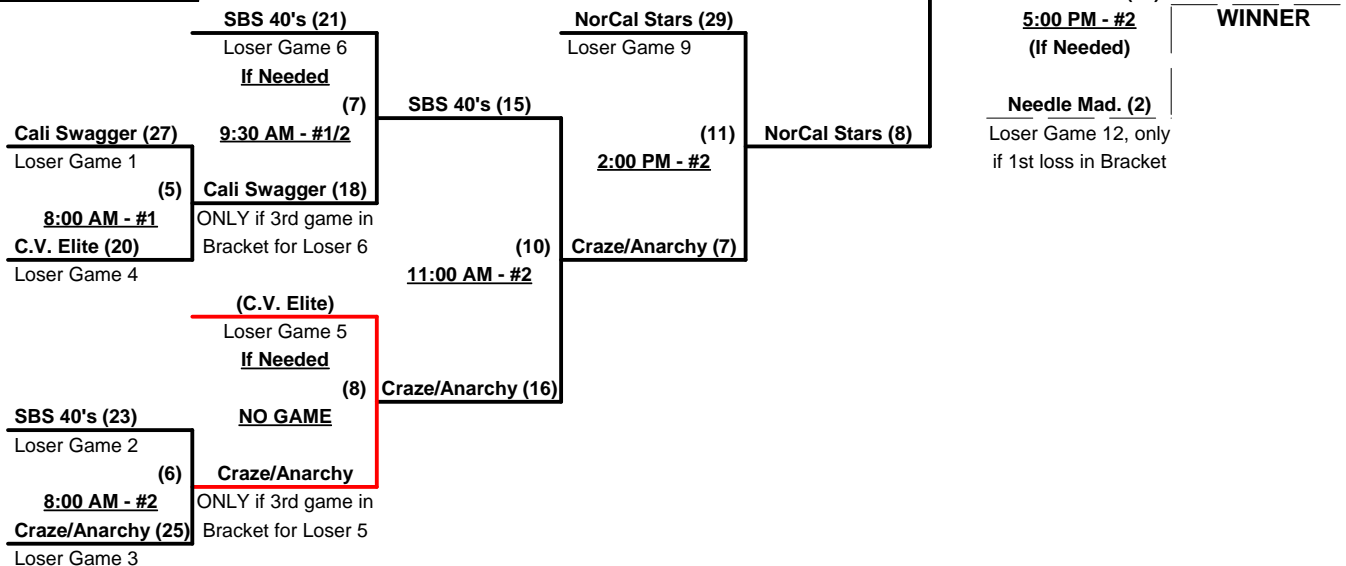 SBS 40's (21)
Loser Game 6
If Needed
(7)
9:30 AM - #1/2
Cali Swagger (27)
Loser Game 1
(5)
8:00 AM - #1
C.V. Elite (20)
Loser Game 4
Cali Swagger (18)
ONLY if 3rd game in
Bracket for Loser 6
SBS 40's (15)
(10)
11:00 AM - #2
(C.V. Elite)
Loser Game 5
If Needed
(8)
NO GAME
SBS 40's (23)
Loser Game 2
(6)
8:00 AM - #2
Craze/Anarchy (25)
Loser Game 3
Craze/Anarchy
ONLY if 3rd game in
Bracket for Loser 5
Craze/Anarchy (16)
NorCal Stars (29)
Loser Game 9
(11)
2:00 PM - #2
Craze/Anarchy (7)
NorCal Stars (8)
5:00 PM - #2
(If Needed)
WINNER
Needle Mad. (2)
Loser Game 12, only
if 1st loss in Bracket